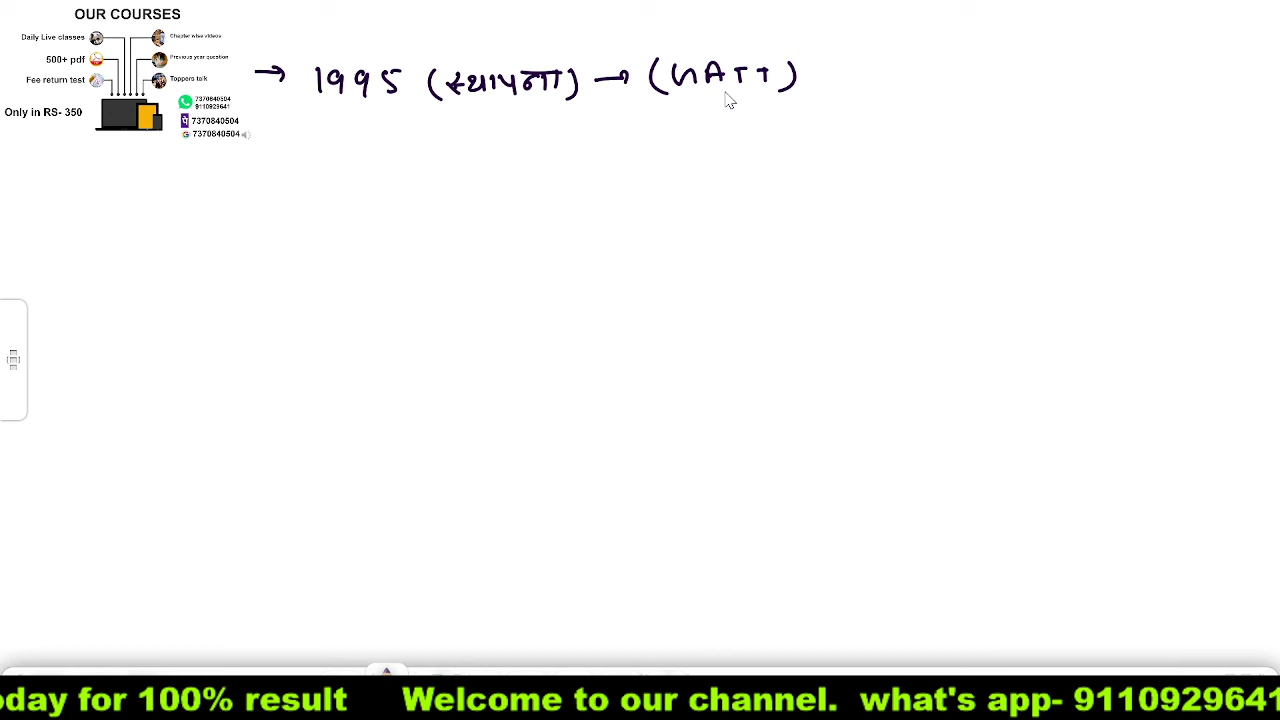 OUR COURSES
Daily Live classes
Chapter wise videos
500+ pdf
Previous year question
Fee return test
Toppers talk
Only in RS- 350
7370840504
9110929641
7370840504
7370840504
→ 1995 (स्थापना) → (GATT)
oday for 100% result Welcome to our channel. what's app- 911092964